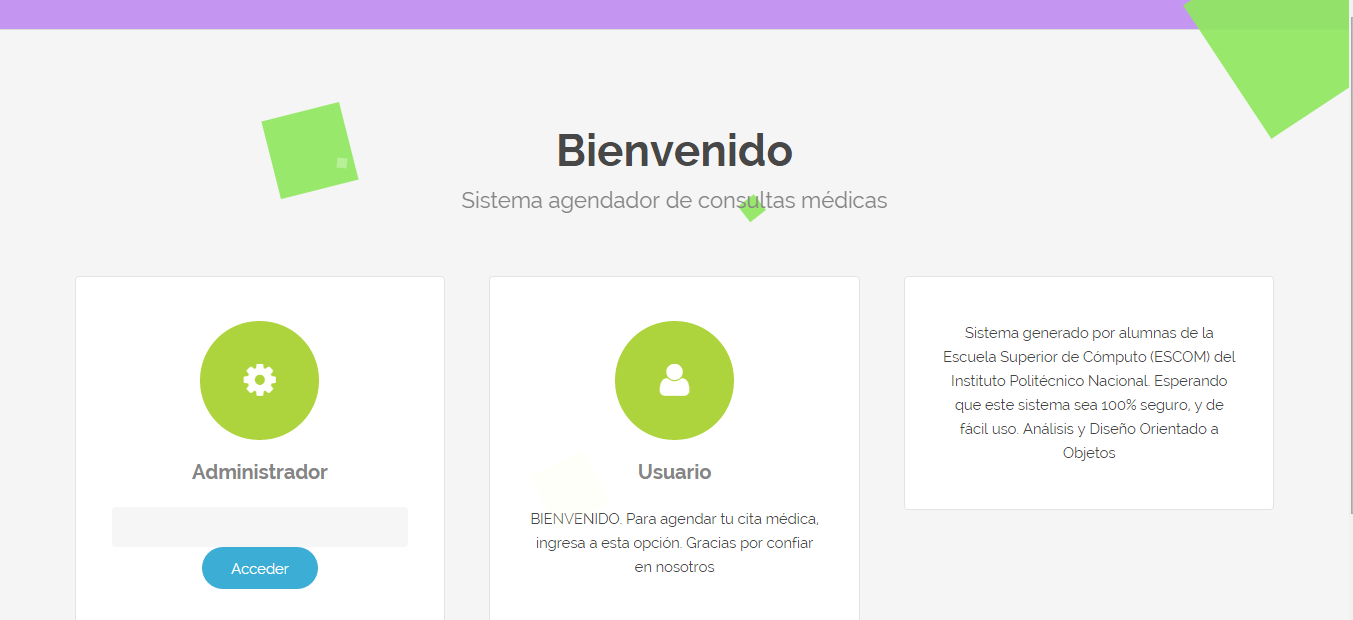 Bienvenido
Sistema agendador de consultas médicas
Administrador
Acceder
Usuario
BIENVENIDO. Para agendar tu cita médica,
ingresa a esta opción. Gracias por confiar
en nosotros
Sistema generado por alumnas de la
Escuela Superior de Cómputo (ESCOM) del
Instituto Politécnico Nacional. Esperando
que este sistema sea 100% seguro, y de
fácil uso. Análisis y Diseño Orientado a
Objetos